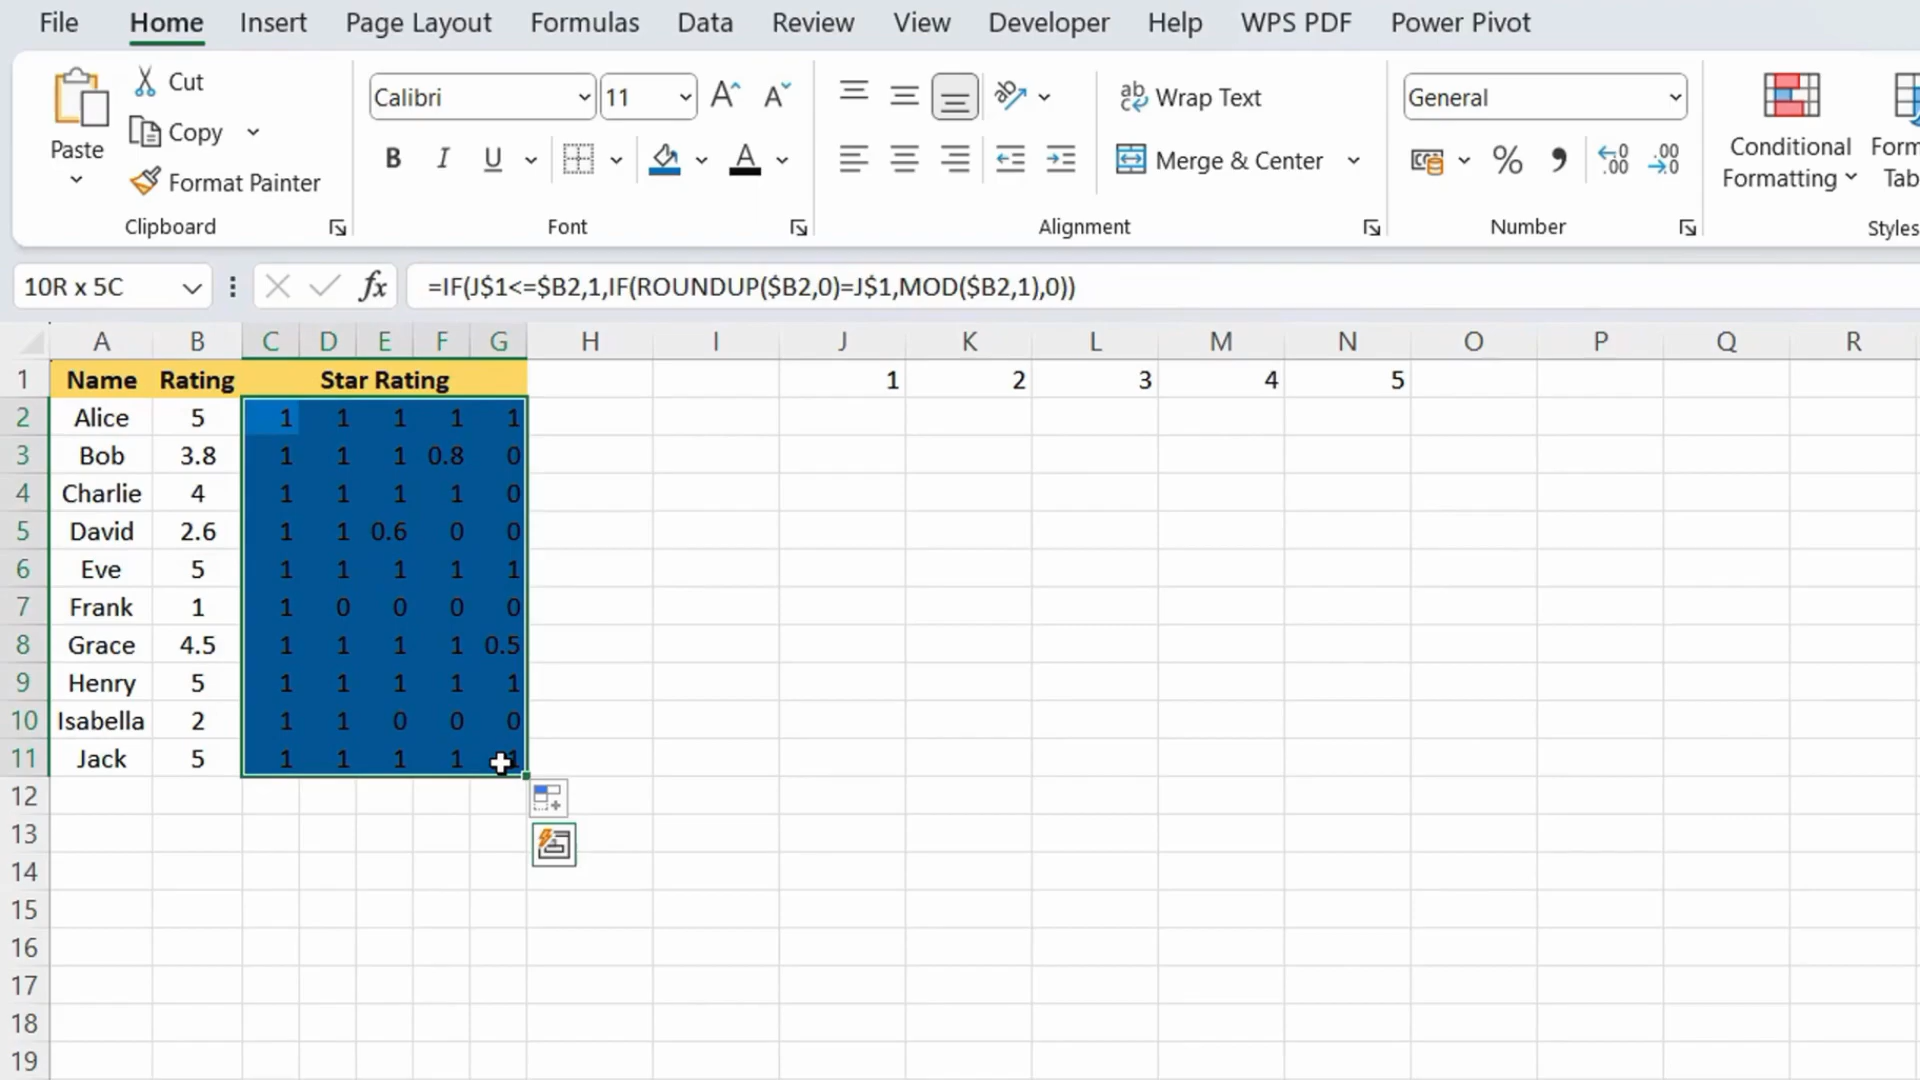 File Home Insert Page Layout Formulas Data Review View Developer Help WPS PDF Power Pivot
Paste
Cut
Copy
Format Painter
Clipboard
Calibri 11
B I U
Font
Wrap Text
Merge & Center
Alignment
General
Number
Conditional
Formatting
Form
Tab
Styles
10R x 5C fx =IF(J$1<=$B2,1,IF(ROUNDUP($B2,0)=J$1,MOD($B2,1),0))
A B C D E F G H I J K L M N O P Q R
1 Name Rating Star Rating 1 2 3 4 5
2 Alice 5 1 1 1 1 1
3 Bob 3.8 1 1 1 0.8 0
4 Charlie 4 1 1 1 1 0
5 David 2.6 1 1 0.6 0 0
6 Eve 5 1 1 1 1 1
7 Frank 1 1 0 0 0 0
8 Grace 4.5 1 1 1 1 0.5
9 Henry 5 1 1 1 1 1
10 Isabella 2 1 1 0 0 0
11 Jack 5 1 1 1 1 1
12
13
14
15
16
17
18
19